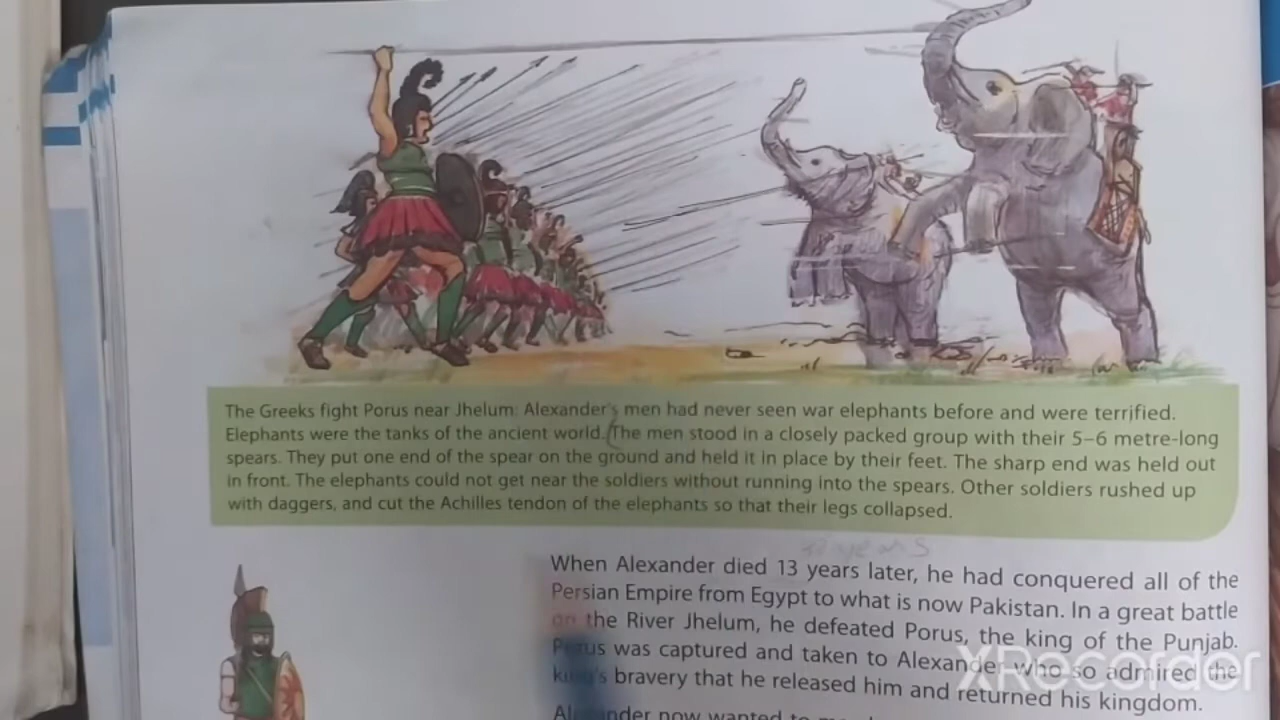 The Greeks fight Porus near Jhelum: Alexander's men had never seen war elephants before and were terrified.
Elephants were the tanks of the ancient world. The men stood in a closely packed group with their 5–6 metre-long
spears. They put one end of the spear on the ground and held it in place by their feet. The sharp end was held out
in front. The elephants could not get near the soldiers without running into the spears. Other soldiers rushed up
with daggers, and cut the Achilles tendon of the elephants so that their legs collapsed.
years
When Alexander died 13 years later, he had conquered all of the
Persian Empire from Egypt to what is now Pakistan. In a great battle
on the River Jhelum, he defeated Porus, the king of the Punjab.
Porus was captured and taken to Alexander who so admired the
king's bravery that he released him and returned his kingdom.
Alexander now wanted to
XRecorder